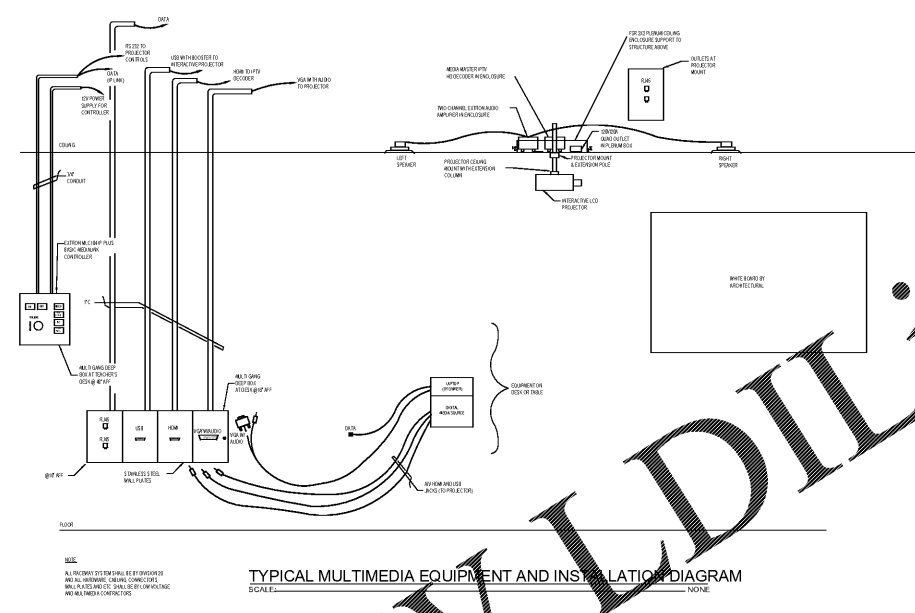 DATA
RS 232 TO
PROJECTOR
CONTROLS
DATA
(IP LINK)
12V POWER
SUPPLY FOR
CONTROLLER
USB WITH BOOSTER TO
INTERACTIVE PROJECTOR
HDMI TO IPTV
DECODER
VGA WITH AUDIO
TO PROJECTOR
MEDIA MASTER IPTV
HD DECODER IN ENCLOSURE
FSR 2X2 PLENUM CEILING
ENCLOSURE SUPPORT TO
STRUCTURE ABOVE
OUTLETS AT
PROJECTOR
MOUNT
RJ45
TWO CHANNEL EXTRON AUDIO
AMPLIFIER IN ENCLOSURE
QUAD OUTLET
IN PLENUM BOX
CEILING
LEFT
SPEAKER
PROJECTOR CEILING
MOUNT WITH EXTENSION
COLUMN
PROJECTOR MOUNT
& EXTENSION POLE
RIGHT
SPEAKER
3/4"
CONDUIT
INTERACTIVE LCD
PROJECTOR
EXTRON MLC 104 IP PLUS
BASIC MEDIALINK
CONTROLLER
WHITE BOARD BY
ARCHITECTURAL
1"C
10
MULTI GANG DEEP
BOX AT TEACHER'S
DESK @ 48" AFF
MULTI-GANG
DEEP BOX
AT DESK @18" AFF
LAPTOP
DIGITAL
MEDIA SOURCE
EQUIPMENT ON
DESK OR TABLE
RJ45
RJ45
USB
HDMI
VGA/W/AUDIO
VGA W/
AUDIO
DATA
@18" AFF
STAINLESS STEEL
WALL PLATES
A/V HDMI AND USB
JACKS (TO PROJECTOR)
FLOOR
NOTE:
ALL RACEWAY SYSTEM SHALL BE BY DIVISION 26
AND ALL HARDWARE, CABLING, CONNECTORS,
WALL PLATES AND ETC. SHALL BE BY LOW VOLTAGE
AND MULTIMEDIA CONTRACTORS
TYPICAL MULTIMEDIA EQUIPMENT AND INSTALLATION DIAGRAM
SCALE: NONE